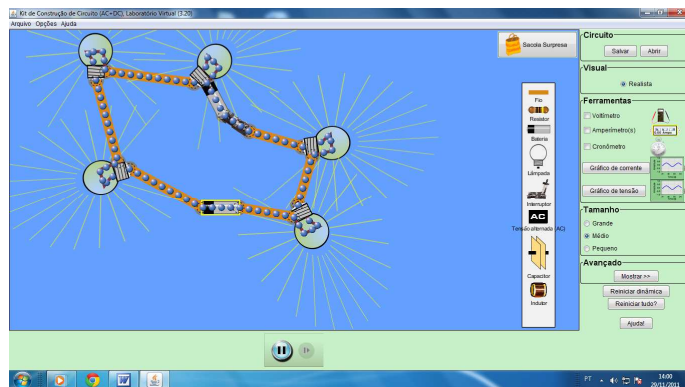 Kit de Construção de Circuito (AC+DC), Laboratório Virtual (3.20)
Arquivo Opções Ajuda
Sacola Surpresa
Fio
Resistor
Bateria
Lâmpada
Interruptor
AC
Tensão alternada (AC)
Capacitor
Indutor
Circuito
Salvar Abrir
Visual
Realista
Ferramentas
Voltímetro
Amperímetro(s)
Cronômetro
Gráfico de corrente
Gráfico de tensão
Tamanho
Grande
Médio
Pequeno
Avançado
Mostrar >>
Reiniciar dinâmica
Reiniciar tudo?
Ajuda!
PT
14:00
29/11/2011